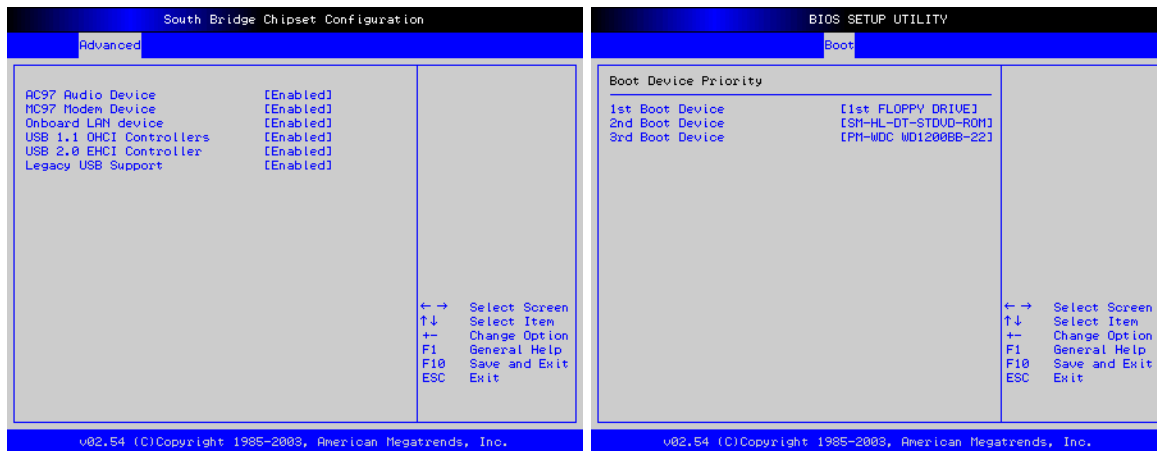 South Bridge Chipset Configuration
Advanced
AC97 Audio Device [Enabled]
MC97 Modem Device [Enabled]
Onboard LAN device [Enabled]
USB 1.1 OHCI Controllers [Enabled]
USB 2.0 EHCI Controller [Enabled]
Legacy USB Support [Enabled]
←→ Select Screen
↑↓ Select Item
+- Change Option
F1 General Help
F10 Save and Exit
ESC Exit
v02.54 (C)Copyright 1985-2003, American Megatrends, Inc.
BIOS SETUP UTILITY
Boot
Boot Device Priority
1st Boot Device [1st FLOPPY DRIVE]
2nd Boot Device [SM-HL-DT-STDVD-ROM]
3rd Boot Device [PM-WDC WD1200BB-22]
←→ Select Screen
↑↓ Select Item
+- Change Option
F1 General Help
F10 Save and Exit
ESC Exit
v02.54 (C)Copyright 1985-2003, American Megatrends, Inc.